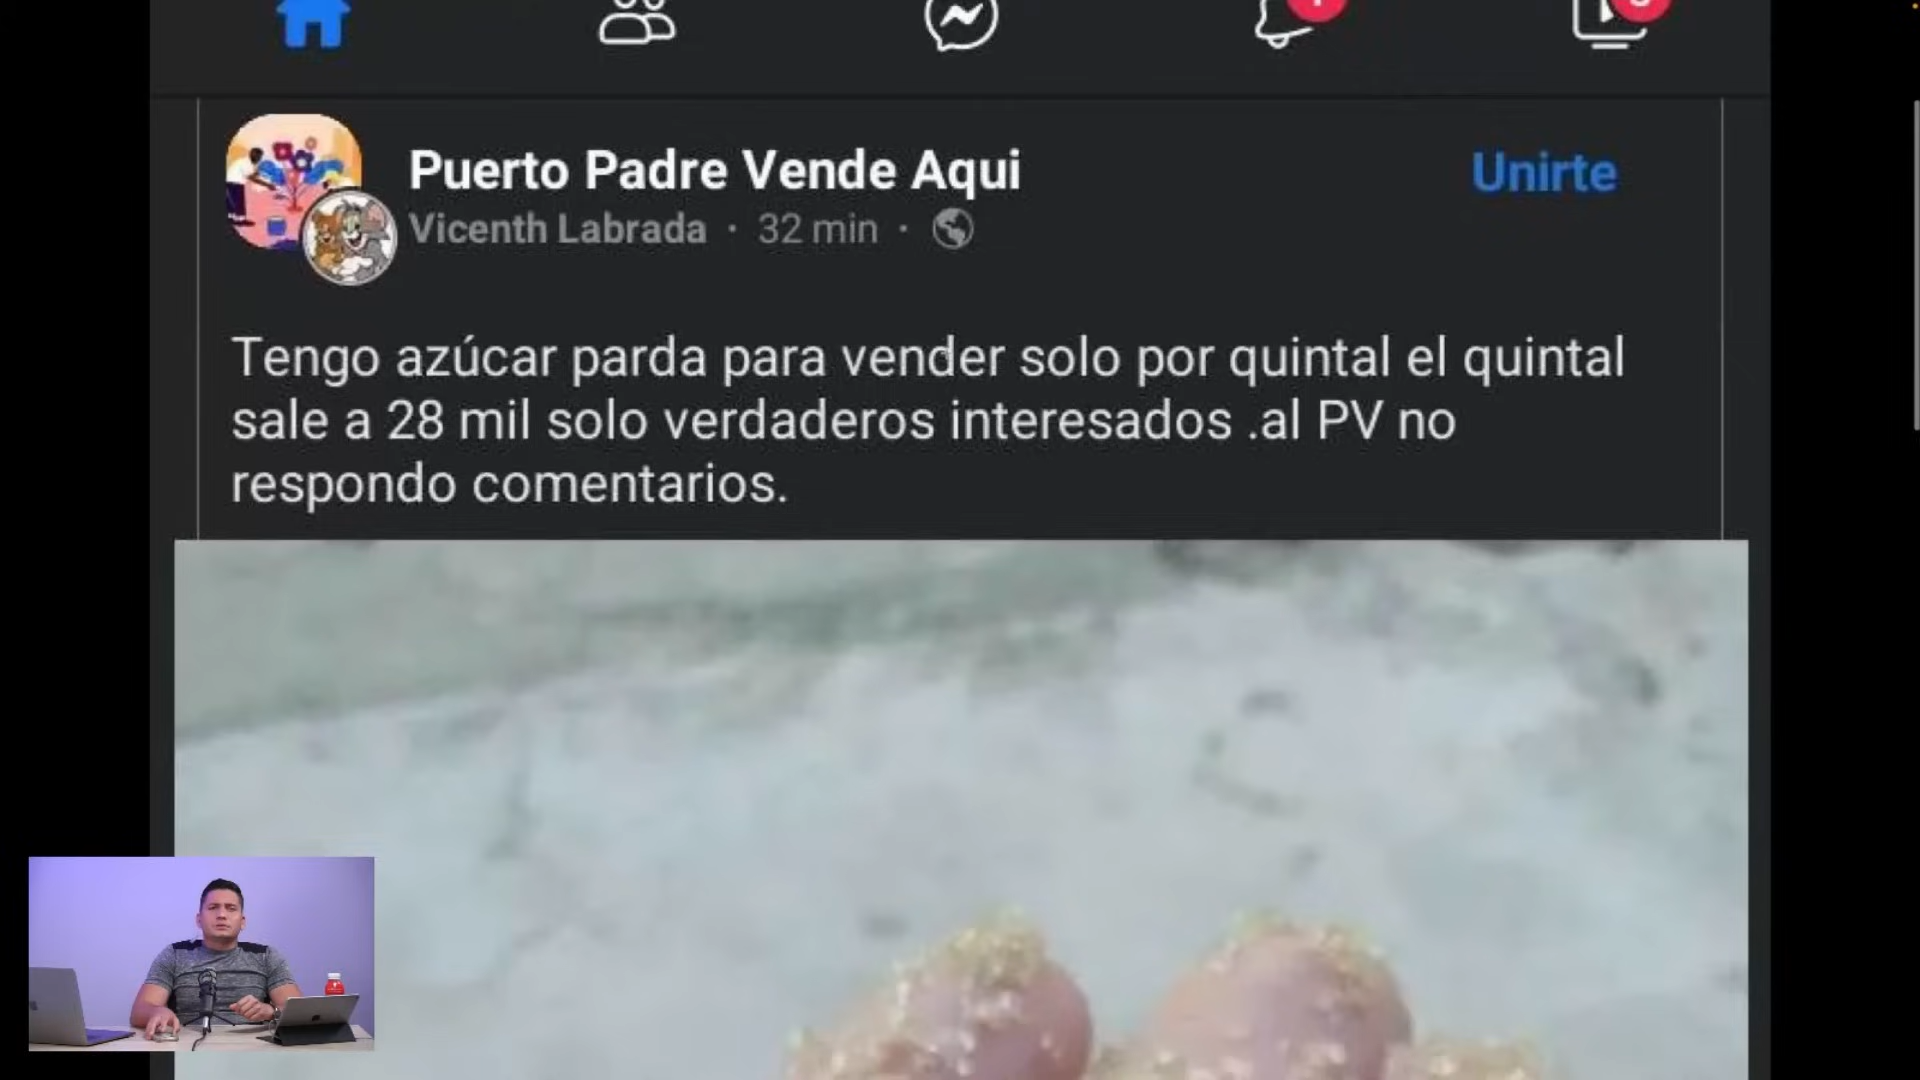 Puerto Padre Vende Aqui
Unirte
Vicenth Labrada · 32 min ·
Tengo azúcar parda para vender solo por quintal el quintal
sale a 28 mil solo verdaderos interesados .al PV no
respondo comentarios.